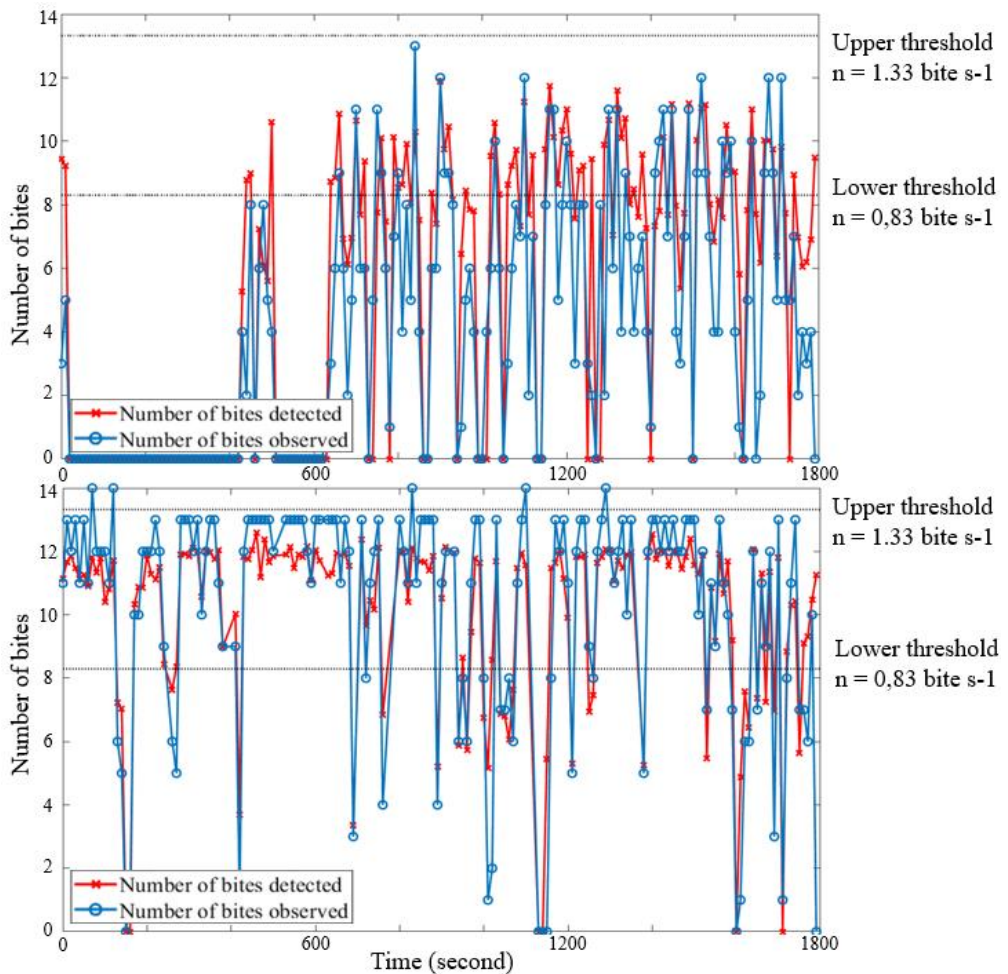 14
12
10
8
6
4
2
0
Number of bites
Upper threshold
n = 1.33 bite s-1
Lower threshold
n = 0,83 bite s-1
Number of bites detected
Number of bites observed
0 600 1200 1800
14
12
10
8
6
4
2
0
Number of bites
Upper threshold
n = 1.33 bite s-1
Lower threshold
n = 0,83 bite s-1
Number of bites detected
Number of bites observed
0 600 1200 1800
Time (second)